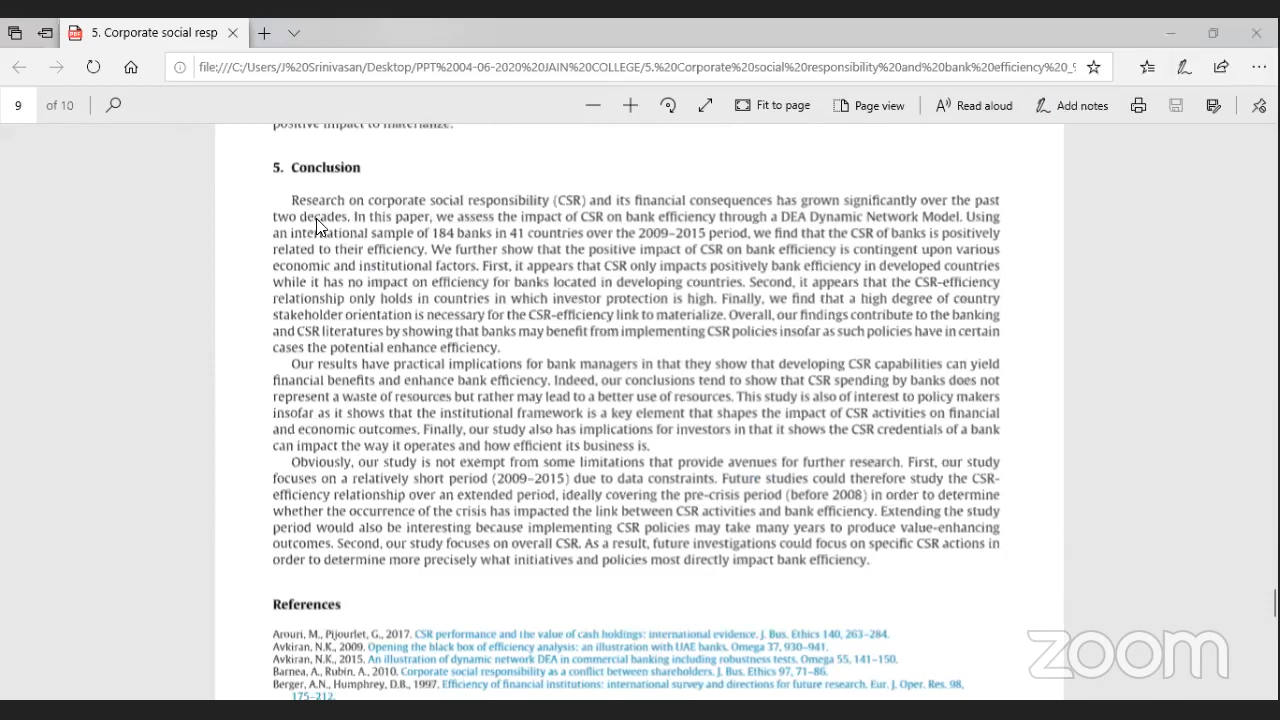 5. Corporate social resp
file:///C:/Users/J%20Srinivasan/Desktop/PPT%2004-06-2020%20JAIN%20COLLEGE/5.%20Corporate%20social%20responsibility%20and%20bank%20efficiency%20_%
9 of 10 Fit to page Page view Read aloud Add notes
positive impact to materialize.
5. Conclusion
Research on corporate social responsibility (CSR) and its financial consequences has grown significantly over the past
two decades. In this paper, we assess the impact of CSR on bank efficiency through a DEA Dynamic Network Model. Using
an international sample of 184 banks in 41 countries over the 2009–2015 period, we find that the CSR of banks is positively
related to their efficiency. We further show that the positive impact of CSR on bank efficiency is contingent upon various
economic and institutional factors. First, it appears that CSR only impacts positively bank efficiency in developed countries
while it has no impact on efficiency for banks located in developing countries. Second, it appears that the CSR-efficiency
relationship only holds in countries in which investor protection is high. Finally, we find that a high degree of country
stakeholder orientation is necessary for the CSR-efficiency link to materialize. Overall, our findings contribute to the banking
and CSR literatures by showing that banks may benefit from implementing CSR policies insofar as such policies have in certain
cases the potential enhance efficiency.
Our results have practical implications for bank managers in that they show that developing CSR capabilities can yield
financial benefits and enhance bank efficiency. Indeed, our conclusions tend to show that CSR spending by banks does not
represent a waste of resources but rather may lead to a better use of resources. This study is also of interest to policy makers
insofar as it shows that the institutional framework is a key element that shapes the impact of CSR activities on financial
and economic outcomes. Finally, our study also has implications for investors in that it shows the CSR credentials of a bank
can impact the way it operates and how efficient its business is.
Obviously, our study is not exempt from some limitations that provide avenues for further research. First, our study
focuses on a relatively short period (2009–2015) due to data constraints. Future studies could therefore study the CSR-
efficiency relationship over an extended period, ideally covering the pre-crisis period (before 2008) in order to determine
whether the occurrence of the crisis has impacted the link between CSR activities and bank efficiency. Extending the study
period would also be interesting because implementing CSR policies may take many years to produce value-enhancing
outcomes. Second, our study focuses on overall CSR. As a result, future investigations could focus on specific CSR actions in
order to determine more precisely what initiatives and policies most directly impact bank efficiency.
References
Arouri, M., Pijourlet, G., 2017. CSR performance and the value of cash holdings: international evidence. J. Bus. Ethics 140, 263–284.
Avkiran, N.K., 2009. Opening the black box of efficiency analysis: an illustration with UAE banks. Omega 37, 930–941.
Avkiran, N.K., 2015. An illustration of dynamic network DEA in commercial banking including robustness tests. Omega 55, 141–150.
Barnea, A., Rubin, A., 2010. Corporate social responsibility as a conflict between shareholders. J. Bus. Ethics 97, 71–86.
Berger, A.N., Humphrey, D.B., 1997. Efficiency of financial institutions: international survey and directions for future research. Eur. J. Oper. Res. 98,
175–212.
zoom